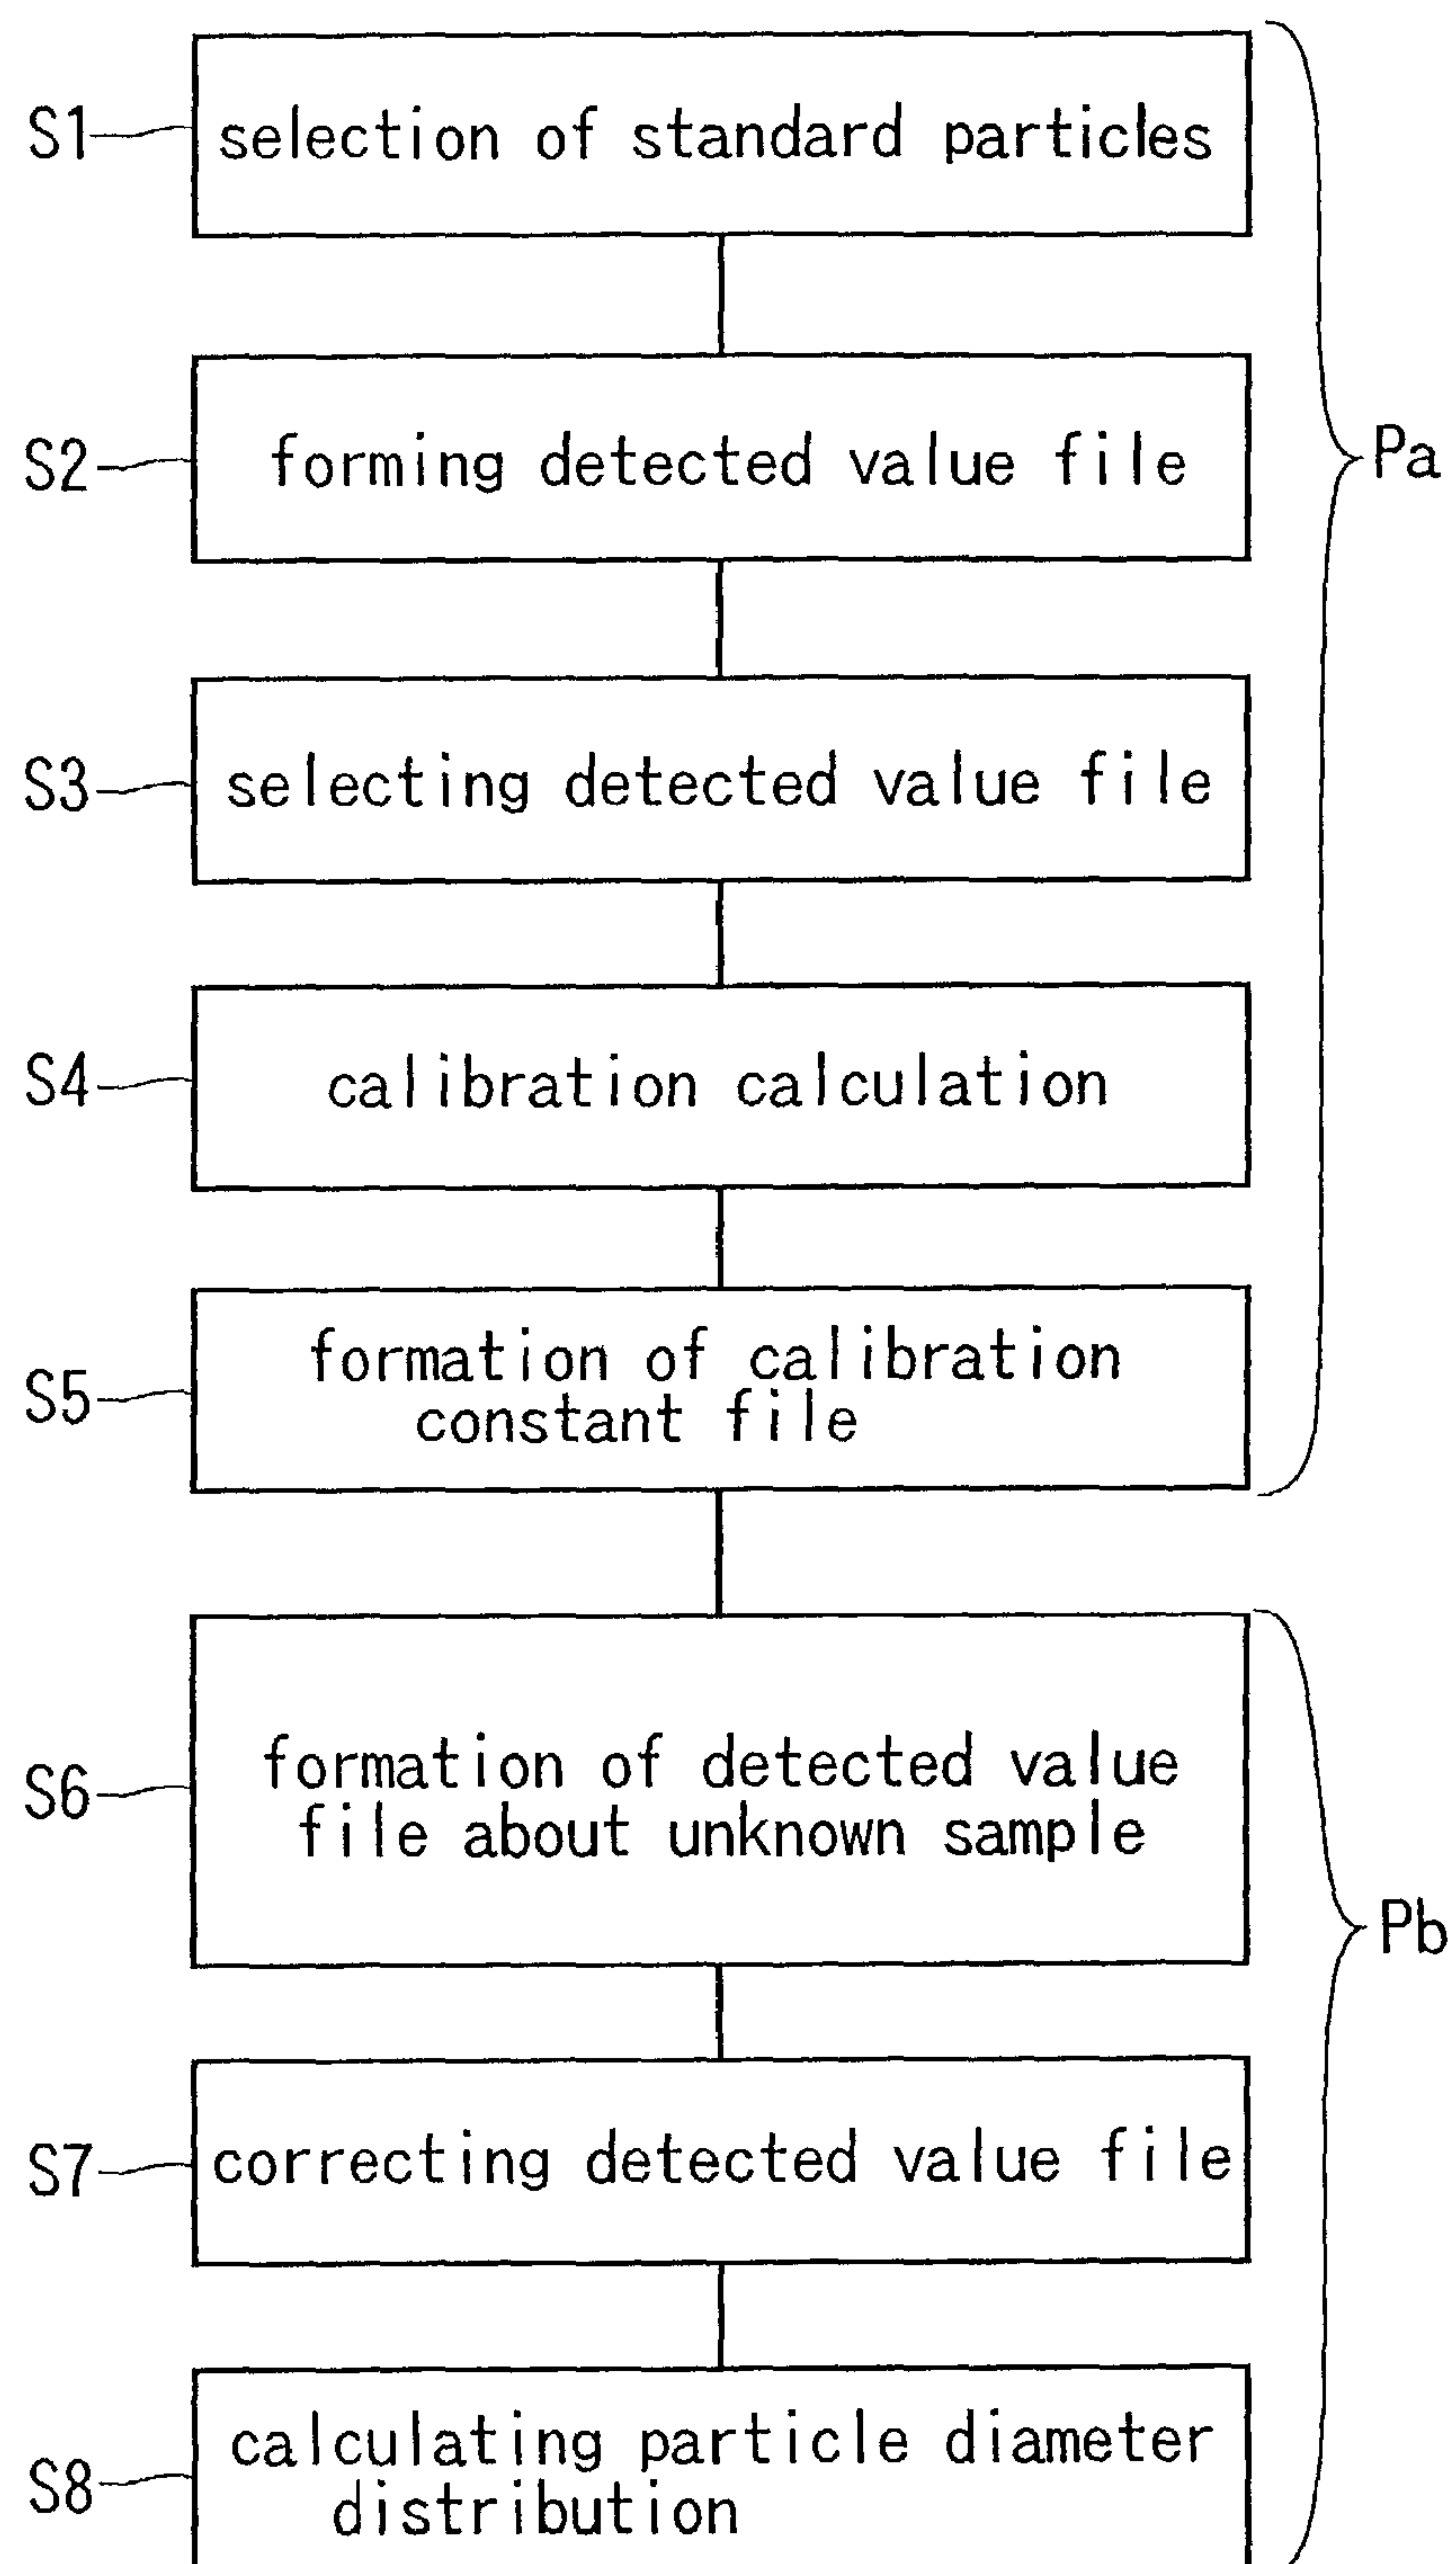 S1
selection of standard particles
S2
forming detected value file
Pa
S3
selecting detected value file
S4
calibration calculation
S5
formation of calibration
constant file
S6
formation of detected value
file about unknown sample
Pb
S7
correcting detected value file
S8
calculating particle diameter
distribution